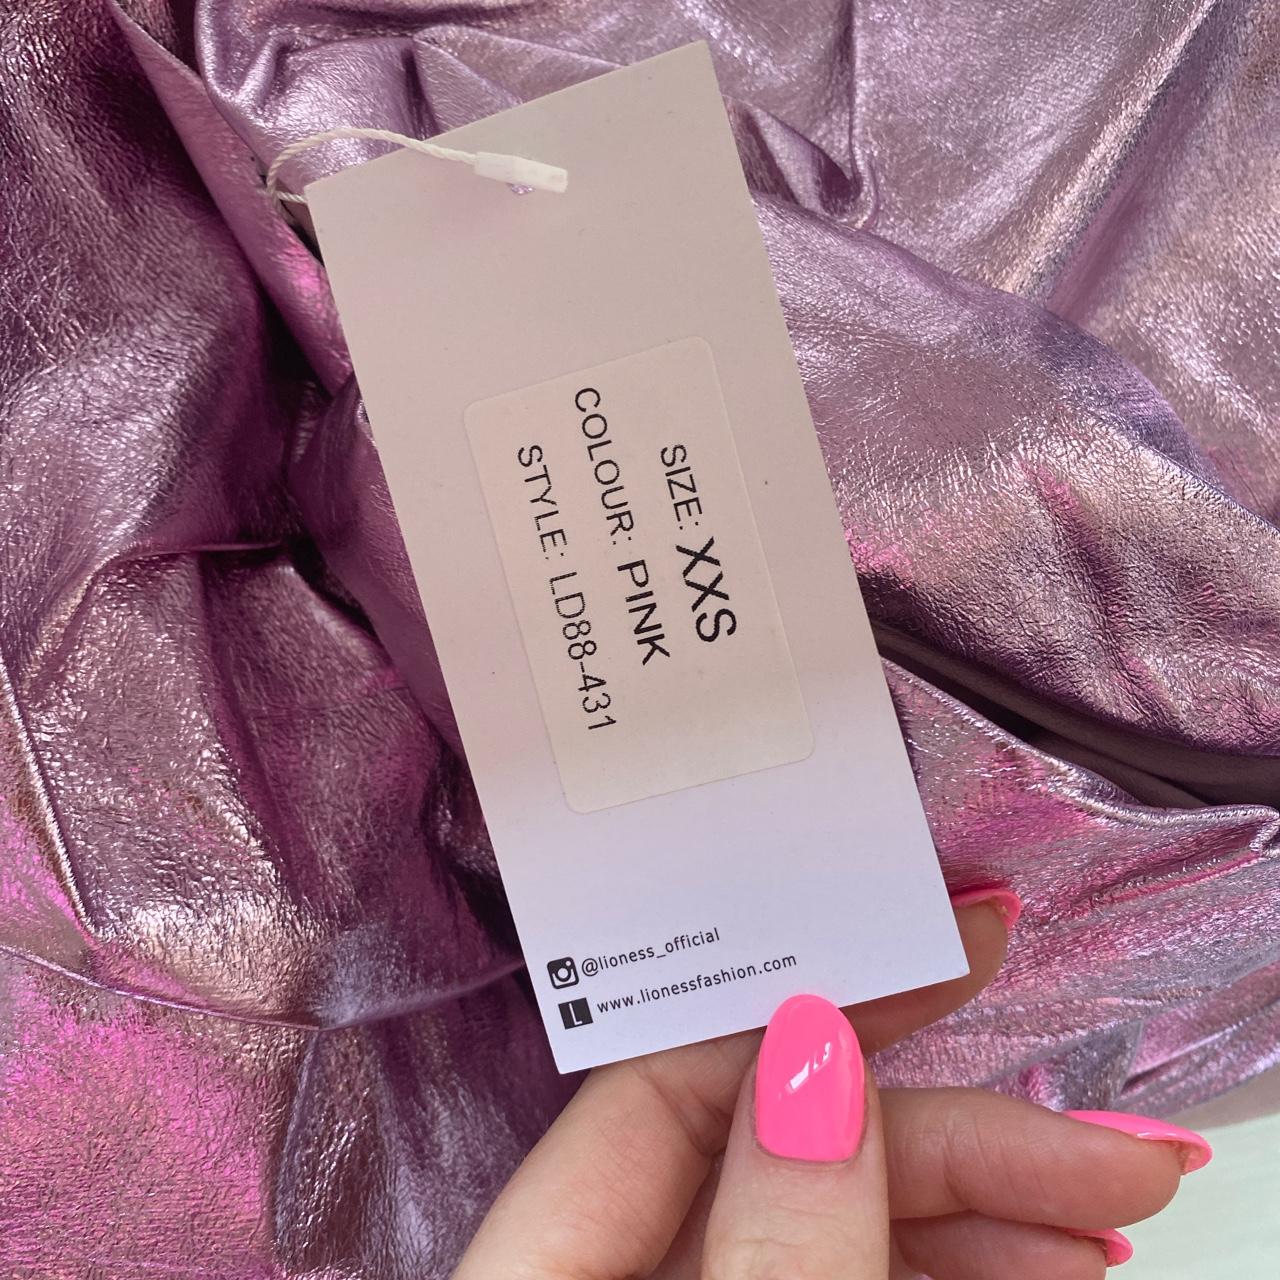 SIZE: XXS
COLOUR: PINK
STYLE: LD88-431
@lioness_official
L www.lionessfashion.com